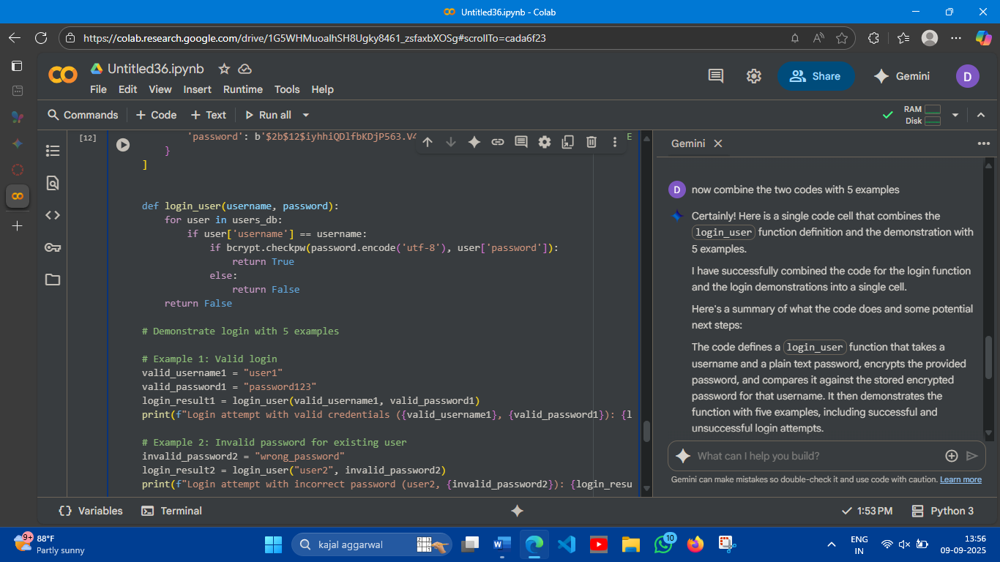 Untitled36.ipynb - Colab
https://colab.research.google.com/drive/1G5WHMuoaIhSH8Ugky8461_zsfaxbXOSg#scrollTo=cada6f23
Untitled36.ipynb
File Edit View Insert Runtime Tools Help
Share
Gemini
D
Commands + Code + Text Run all
RAM
Disk
[12]
'password': b'$2b$12$iyhhiQDlfbKDjP563.V4 E
}
]
def login_user(username, password):
for user in users_db:
if user['username'] == username:
if bcrypt.checkpw(password.encode('utf-8'), user['password']):
return True
else:
return False
return False
# Demonstrate login with 5 examples
# Example 1: Valid login
valid_username1 = "user1"
valid_password1 = "password123"
login_result1 = login_user(valid_username1, valid_password1)
print(f"Login attempt with valid credentials ({valid_username1}, {valid_password1}): {l
# Example 2: Invalid password for existing user
invalid_password2 = "wrong_password"
login_result2 = login_user("user2", invalid_password2)
print(f"Login attempt with incorrect password (user2, {invalid_password2}): {login_resu
Gemini
D
now combine the two codes with 5 examples
Certainly! Here is a single code cell that combines the
login_user function definition and the demonstration with
5 examples.
I have successfully combined the code for the login function
and the login demonstrations into a single cell.
Here's a summary of what the code does and some potential
next steps:
The code defines a login_user function that takes a
username and a plain text password, encrypts the provided
password, and compares it against the stored encrypted
password for that username. It then demonstrates the
function with five examples, including successful and
unsuccessful login attempts.
What can I help you build?
Gemini can make mistakes so double-check it and use code with caution. Learn more
{} Variables
Terminal
1:53 PM
Python 3
9+
88°F
Partly sunny
kajal aggarwal
10
ENG
IN
13:56
09-09-2025